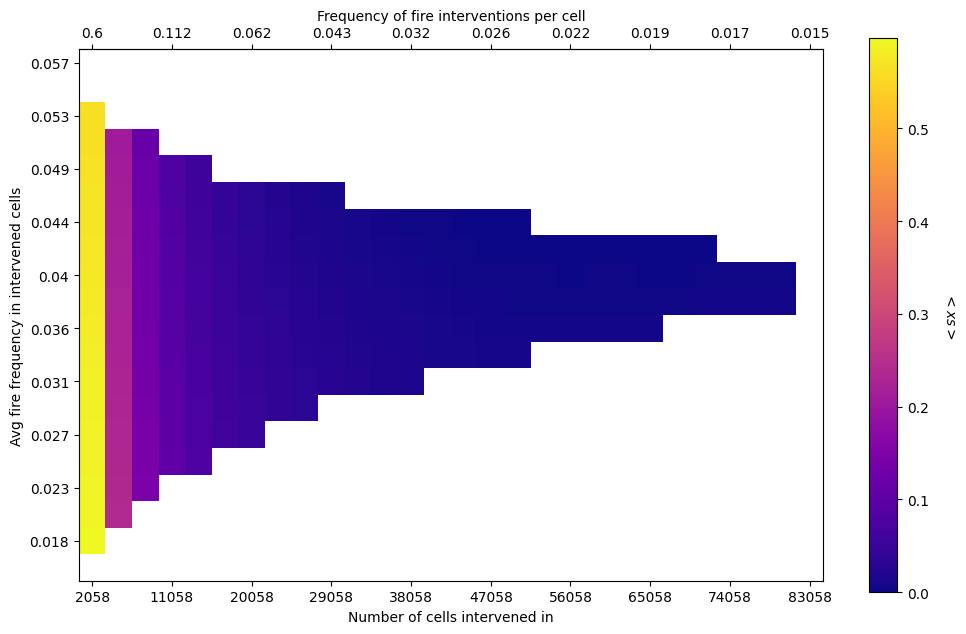 Frequency of fire interventions per cell
0.6 0.112 0.062 0.043 0.032 0.026 0.022 0.019 0.017 0.015
Avg fire frequency in intervened cells
0.057
0.053
0.049
0.044
0.04
0.036
0.031
0.027
0.023
0.018
2058 11058 20058 29058 38058 47058 56058 65058 74058 83058
Number of cells intervened in
0.5
0.4
0.3
0.2
0.1
0.0
< xs >